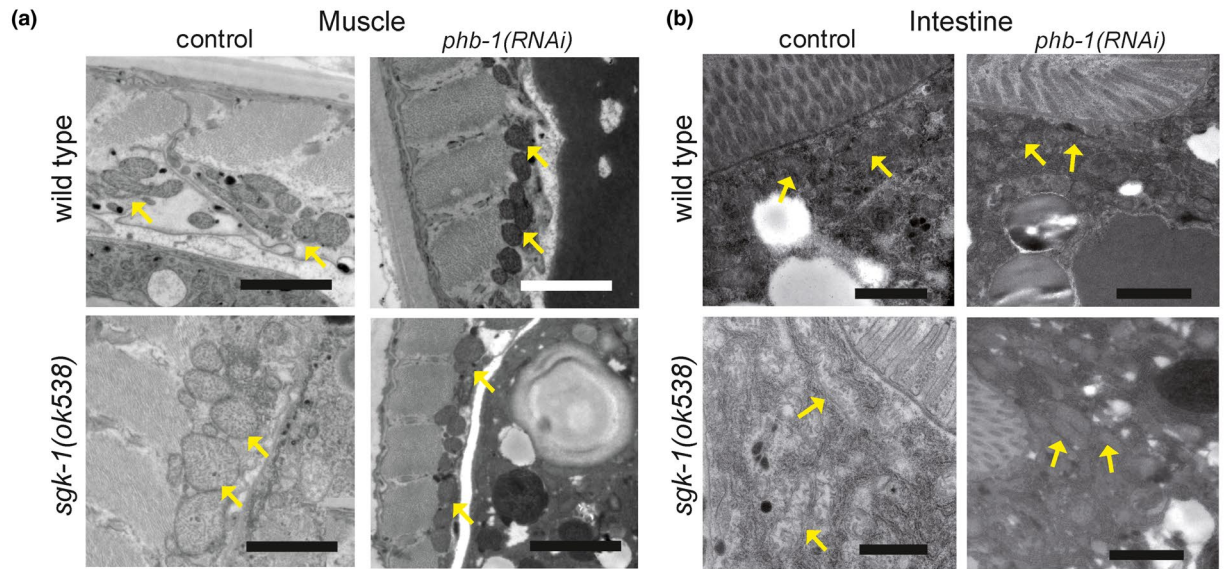 (a)
Muscle
control
phb-1(RNAi)
wild type
sgk-1(ok538)
(b)
Intestine
control
phb-1(RNAi)
wild type
sgk-1(ok538)